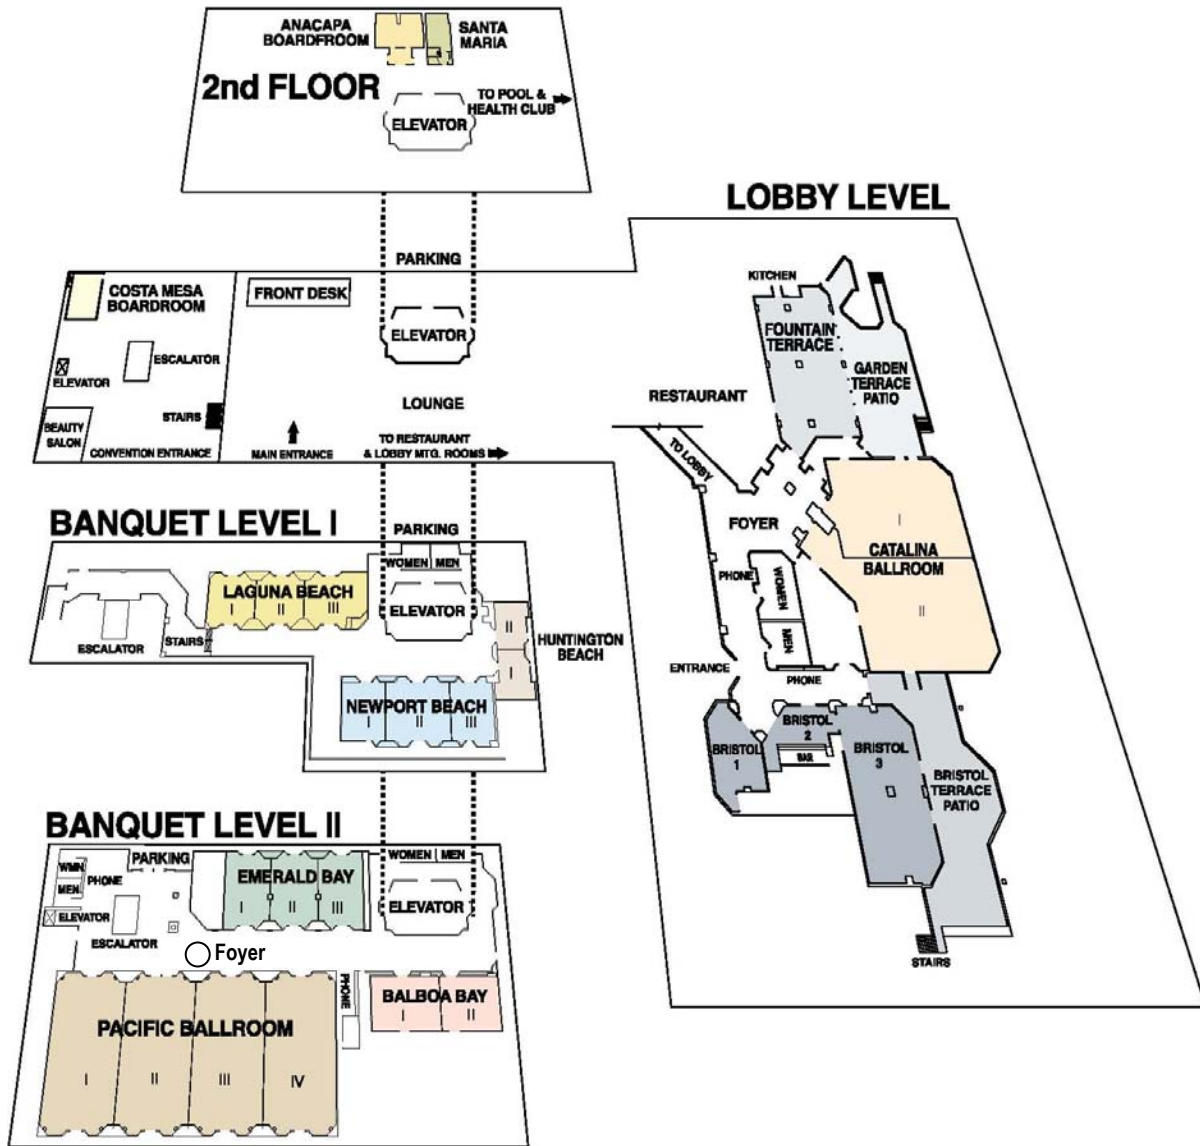 ANACAPA
BOARDFROOM
SANTA
MARIA
2nd FLOOR
TO POOL &
HEALTH CLUB
ELEVATOR
LOBBY LEVEL
PARKING
COSTA MESA
BOARDROOM
FRONT DESK
ELEVATOR
ESCALATOR
ELEVATOR
LOUNGE
STAIRS
BEAUTY
SALON
CONVENTION ENTRANCE
MAIN ENTRANCE
TO RESTAURANT
& LOBBY MTG. ROOMS
KITCHEN
FOUNTAIN
TERRACE
GARDEN
TERRACE
PATIO
RESTAURANT
TO LOBBY
FOYER
I
CATALINA
BALLROOM
II
PHONE
WOMEN
MEN
ENTRANCE
PHONE
BRISTOL
1
BRISTOL
2
BAR
BRISTOL
3
BRISTOL
TERRACE
PATIO
STAIRS
BANQUET LEVEL I
PARKING
WOMEN
MEN
LAGUNA BEACH
I II III
ELEVATOR
STAIRS
ESCALATOR
II
I
HUNTINGTON
BEACH
NEWPORT BEACH
I II III
BANQUET LEVEL II
PARKING
WMN
MEN
PHONE
ELEVATOR
ESCALATOR
EMERALD BAY
I II III
WOMEN MEN
ELEVATOR
Foyer
PHONE
BALBOA BAY
I II
PACIFIC BALLROOM
I II III IV